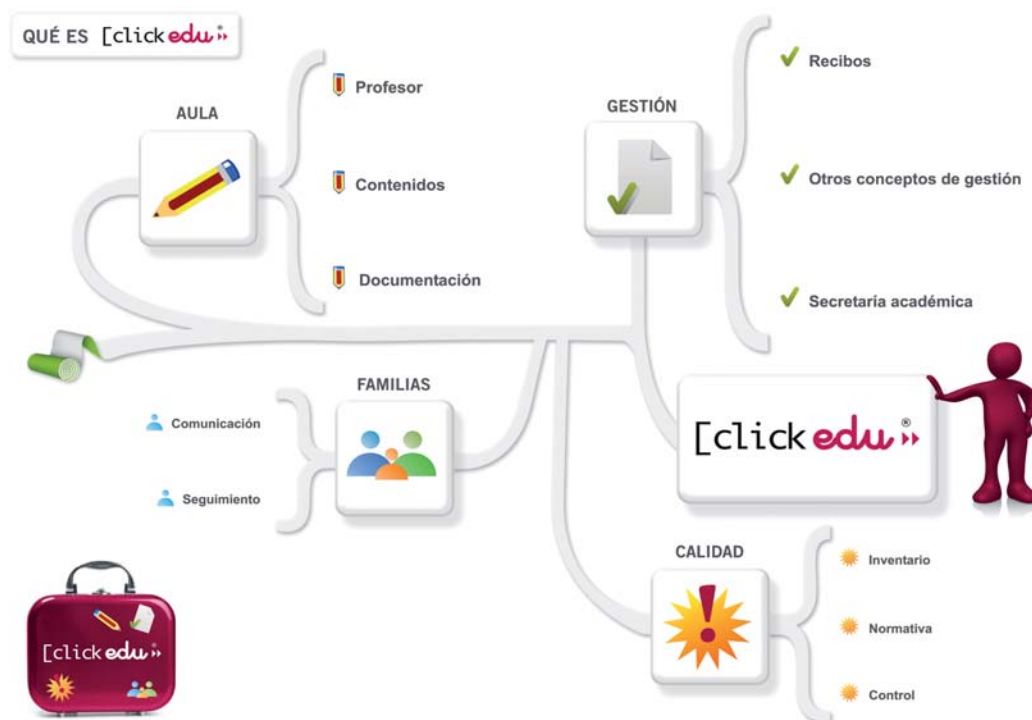 QUÉ ES [click edu®
AULA
Profesor
Contenidos
Documentación
GESTIÓN
Recibos
Otros conceptos de gestión
Secretaría académica
FAMILIAS
Comunicación
Seguimiento
[click edu®
CALIDAD
Inventario
Normativa
Control
[click edu®